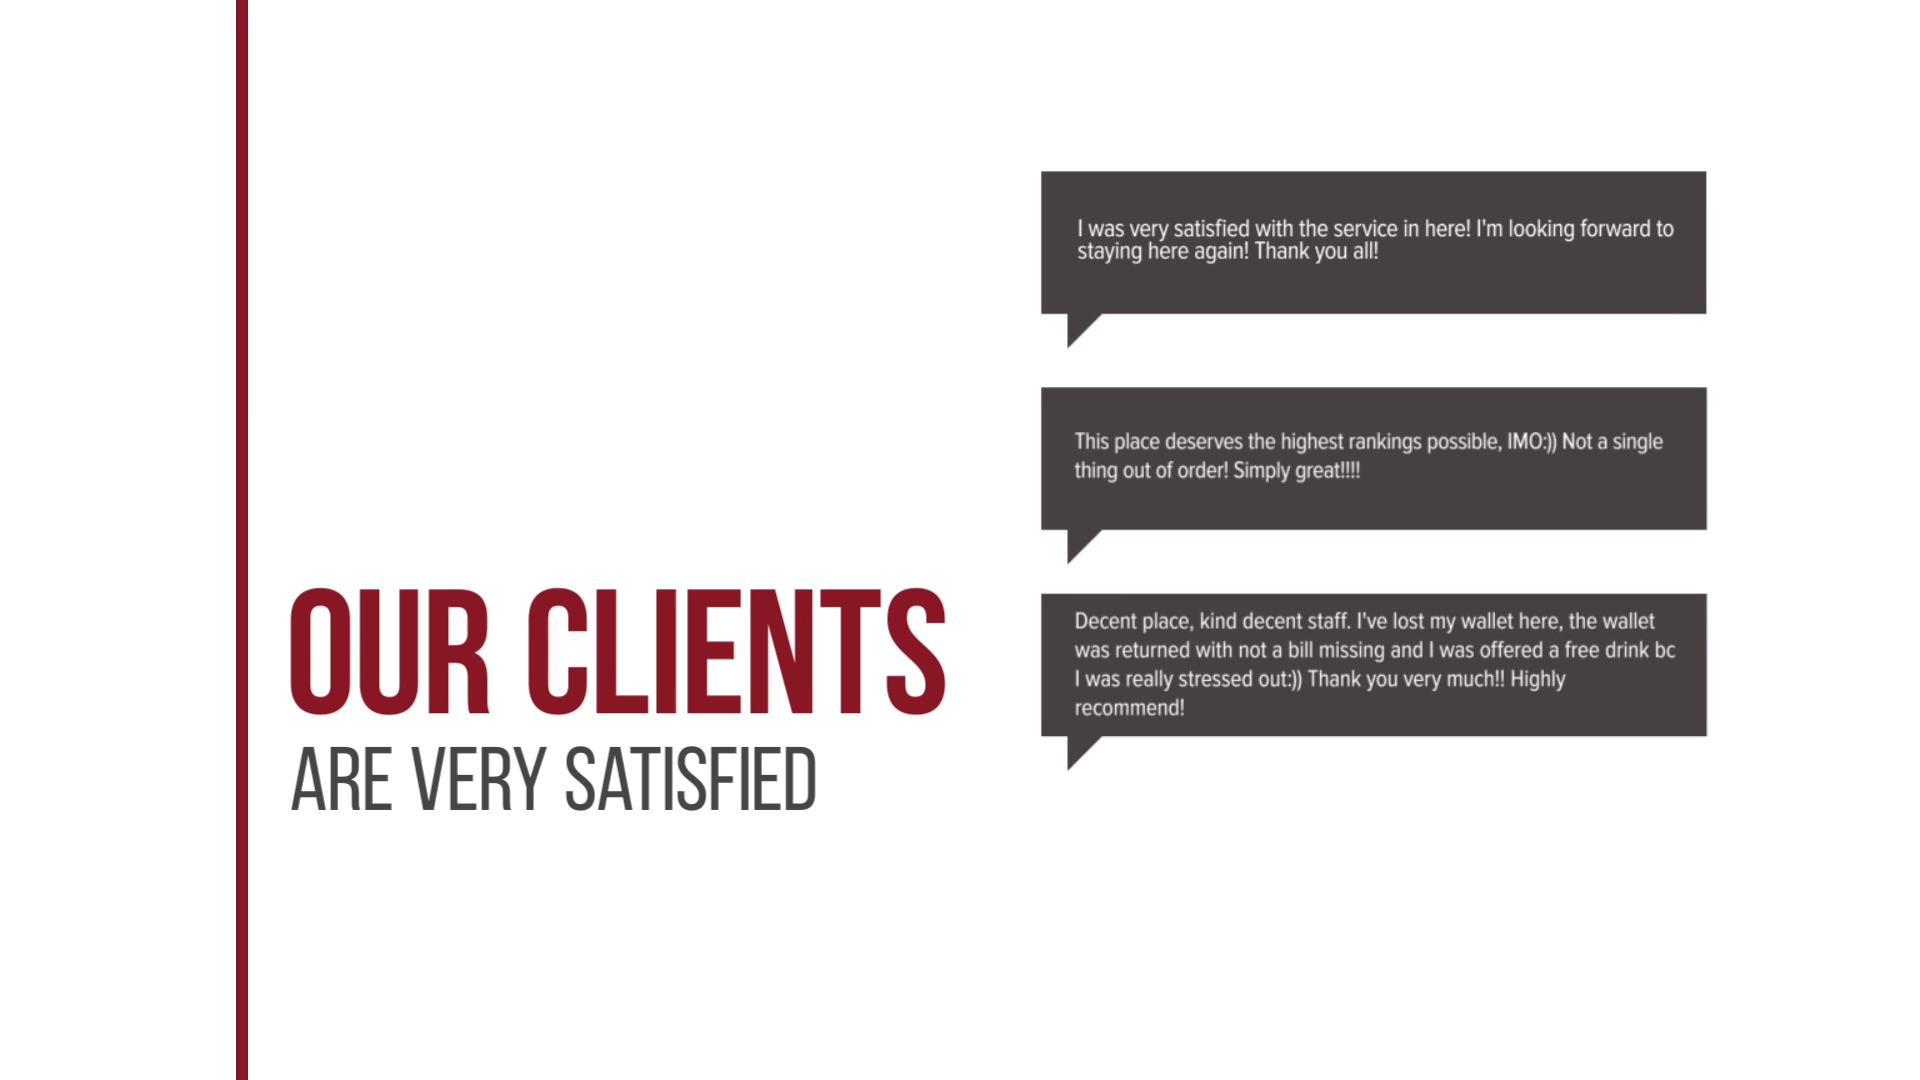 OUR CLIENTS
ARE VERY SATISFIED
I was very satisfied with the service in here! I'm looking forward to
staying here again! Thank you all!
This place deserves the highest rankings possible, IMO:)) Not a single
thing out of order! Simply great!!!!
Decent place, kind decent staff. I've lost my wallet here, the wallet
was returned with not a bill missing and I was offered a free drink bc
I was really stressed out:)) Thank you very much!! Highly
recommend!